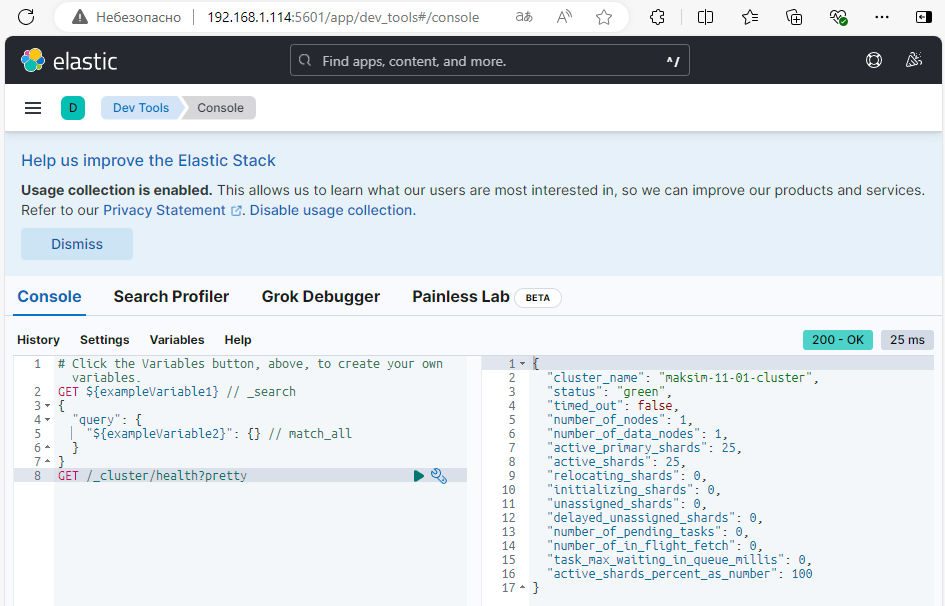 Небезопасно 192.168.1.114:5601/app/dev_tools#/console aあ A
elastic Find apps, content, and more. ^/
D Dev Tools Console
Help us improve the Elastic Stack
Usage collection is enabled. This allows us to learn what our users are most interested in, so we can improve our products and services.
Refer to our Privacy Statement. Disable usage collection.
Dismiss
Console Search Profiler Grok Debugger Painless Lab BETA
History Settings Variables Help 200 - OK 25 ms
1 # Click the Variables button, above, to create your own
variables.
2 GET ${exampleVariable1} // _search
3 {
4 "query": {
5 "${exampleVariable2}": {} // match_all
6 }
7 }
8 GET /_cluster/health?pretty
1 {
2 "cluster_name": "maksim-11-01-cluster",
3 "status": "green",
4 "timed_out": false,
5 "number_of_nodes": 1,
6 "number_of_data_nodes": 1,
7 "active_primary_shards": 25,
8 "active_shards": 25,
9 "relocating_shards": 0,
10 "initializing_shards": 0,
11 "unassigned_shards": 0,
12 "delayed_unassigned_shards": 0,
13 "number_of_pending_tasks": 0,
14 "number_of_in_flight_fetch": 0,
15 "task_max_waiting_in_queue_millis": 0,
16 "active_shards_percent_as_number": 100
17 }